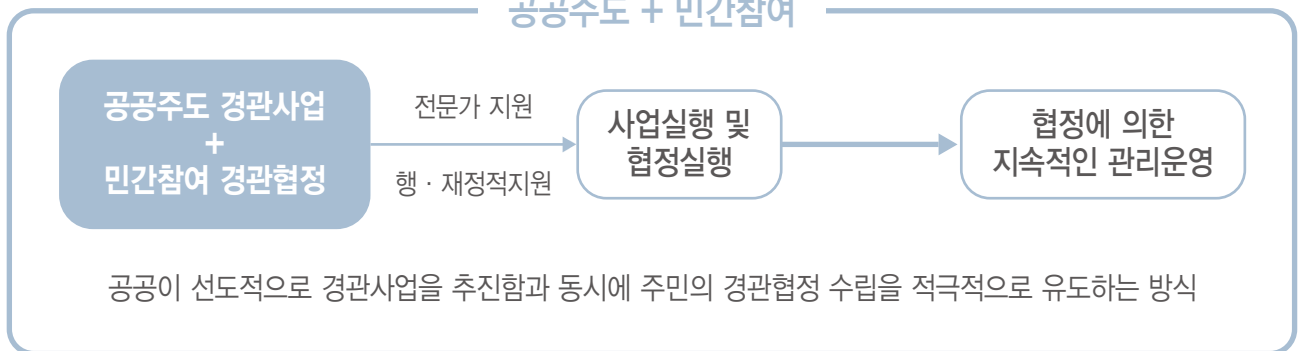 공공주도 + 민간참여
공공주도 경관사업
+
민간참여 경관협정
전문가 지원
행 · 재정적지원
사업실행 및
협정실행
협정에 의한
지속적인 관리운영
공공이 선도적으로 경관사업을 추진함과 동시에 주민의 경관협정 수립을 적극적으로 유도하는 방식